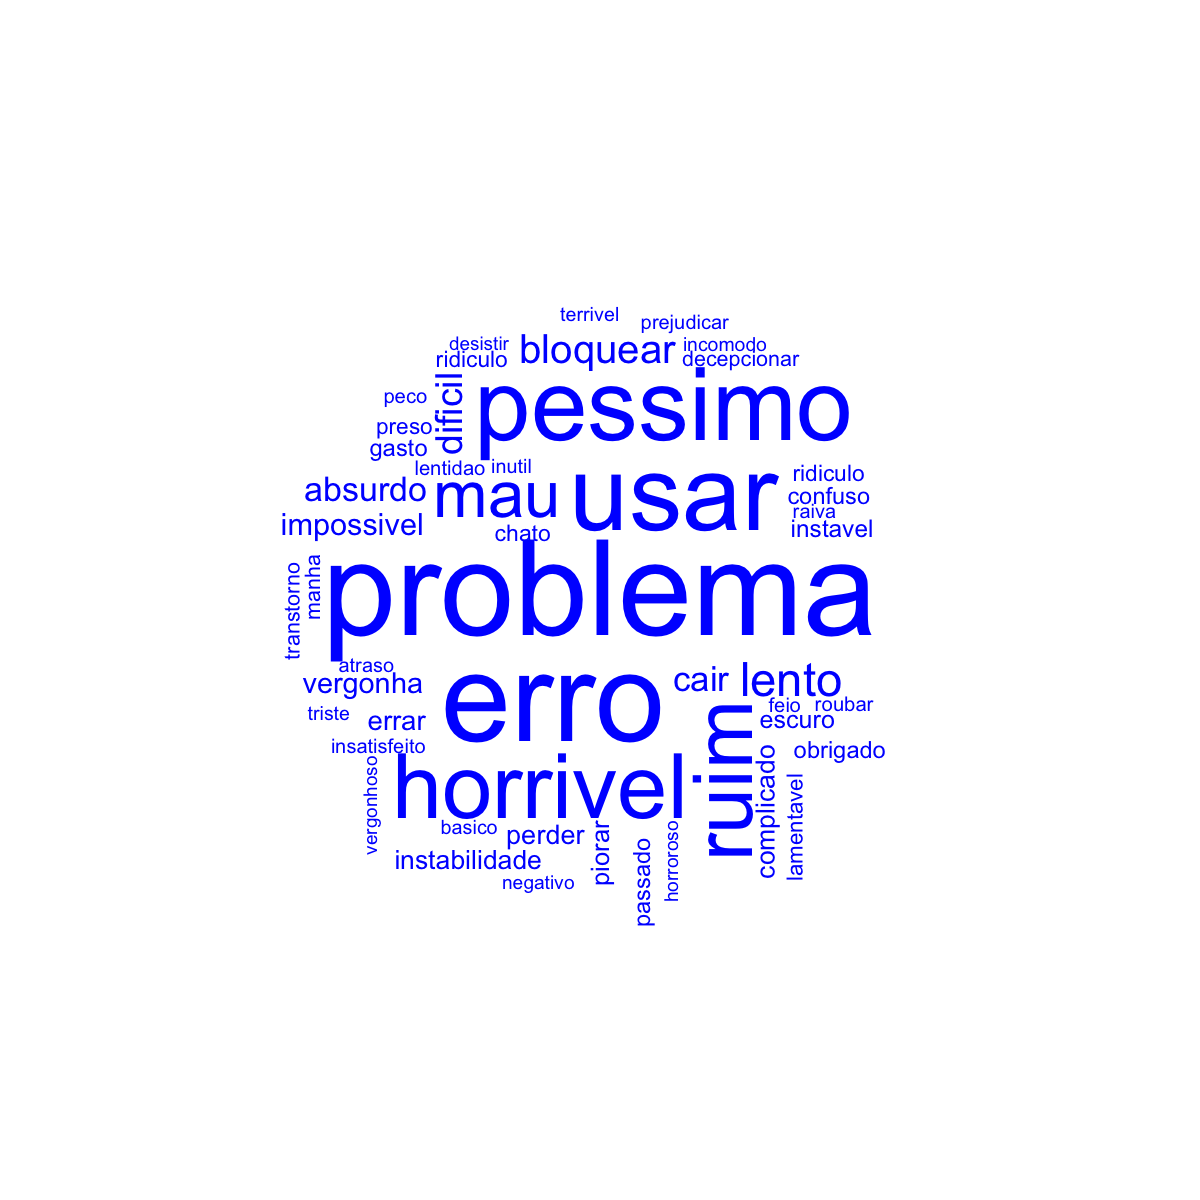 terrivel
prejudicar
desistir
bloquear
incomodo
ridiculo
decepcionar
dificil
pessimo
peco
preso
gasto
lentidao
inutil
ridiculo
absurdo
mau
usar
confuso
raiva
impossivel
chato
instavel
transtorno
manha
problema
atraso
vergonha
erro
cair
lento
triste
errar
ruim
feio
roubar
escuro
insatisfeito
obrigado
vergonhoso
horrivel
complicado
lamentavel
basico
perder
piorar
passado
horroroso
instabilidade
negativo